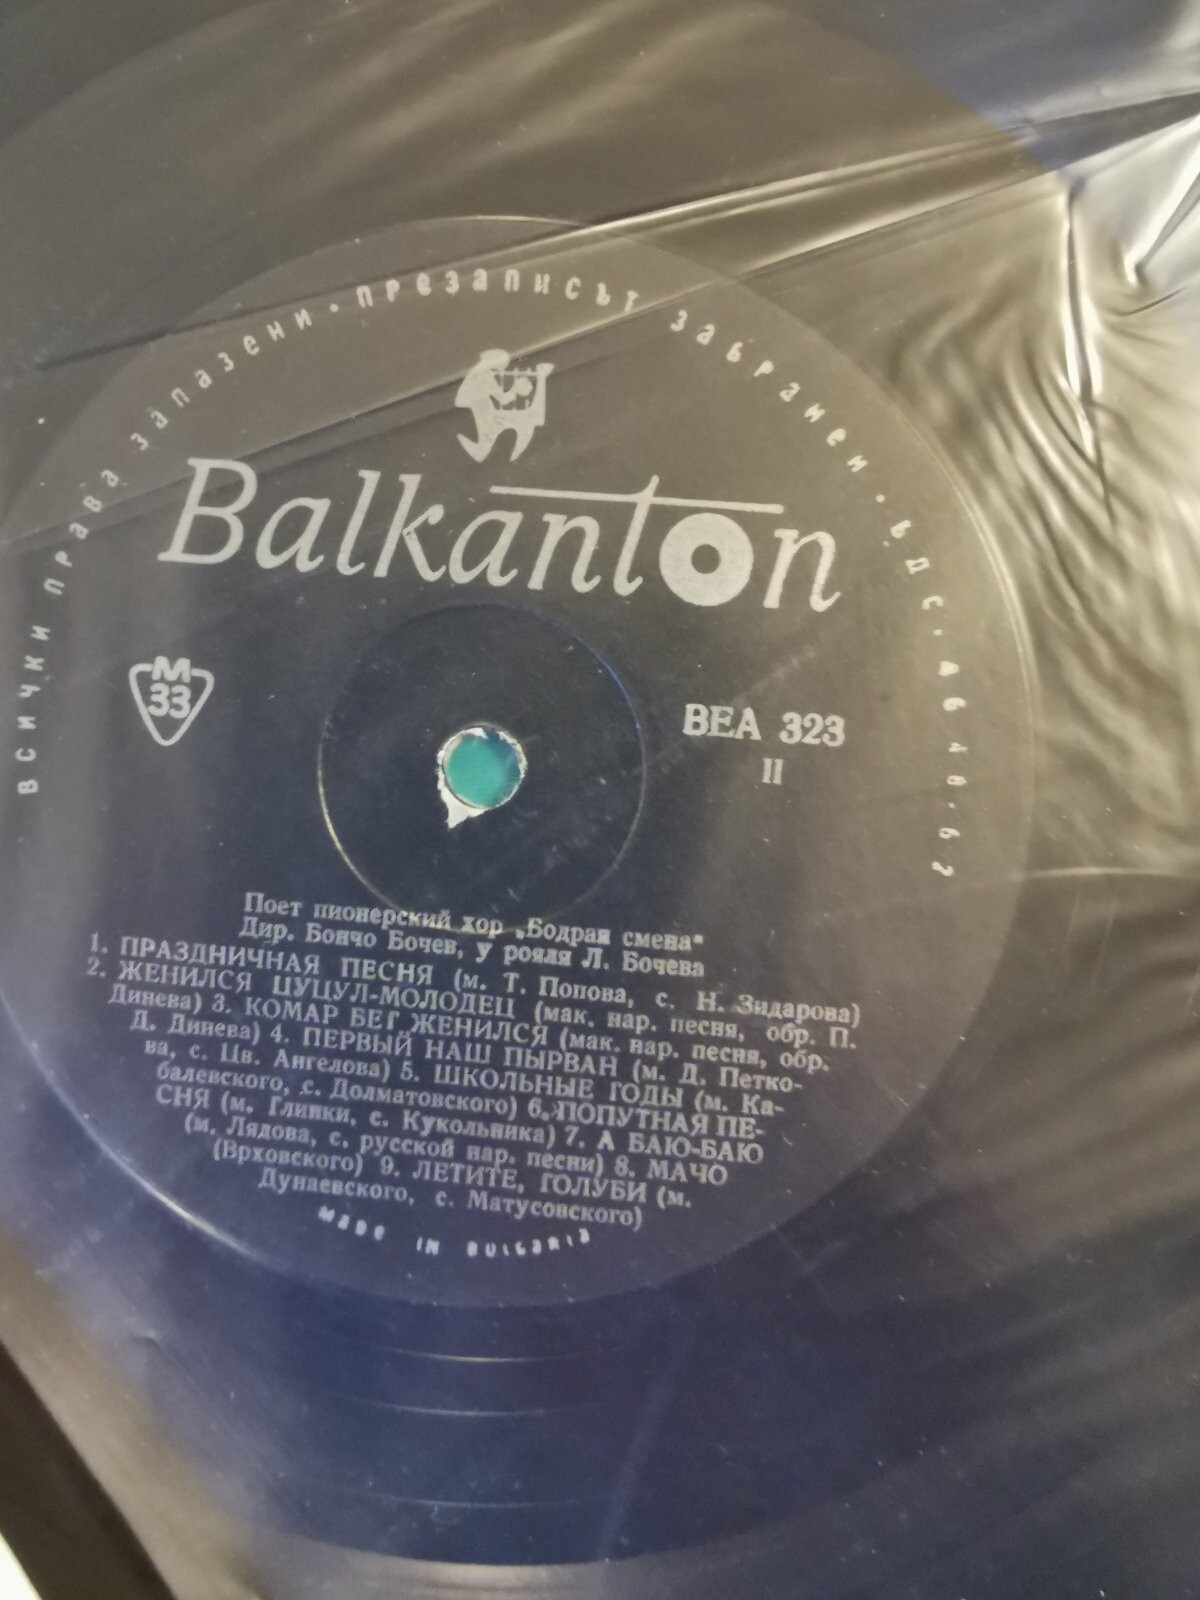 ВСИЧКИ ПРАВА ЗАПАЗЕНИ · ПРЕЗАПИСЪТ ЗАБРАНЕН · БДС · 4640·62
Balkanton
М
33
ВЕА 323
II
Поет пионерский хор „Бодрая смена"
Дир. Бончо Бочев, у рояля Л. Бочева
1. ПРАЗДНИЧНАЯ ПЕСНЯ (м. Т. Попова, с. Н. Зидарова)
2. ЖЕНИЛСЯ ЦУЦУЛ-МОЛОДЕЦ (мак. нар. песня, обр. П.
Динева) 3. КОМАР БЕГ ЖЕНИЛСЯ (мак. нар. песня, обр.
Д. Динева) 4. ПЕРВЫЙ НАШ ПЫРВАН (м. Д. Петко-
ва, с. Цв. Ангелова) 5. ШКОЛЬНЫЕ ГОДЫ (м. Ка-
балевского, с. Долматовского) 6. ПОПУТНАЯ ПЕ-
СНЯ (м. Глинки, с. Кукольника) 7. А БАЮ-БАЮ
(м. Лядова, с. русской нар. песни) 8. МАЧО
(Врховского) 9. ЛЕТИТЕ, ГОЛУБИ (м.
Дунаевского, с. Матусовского)
MADE IN BULGARIA